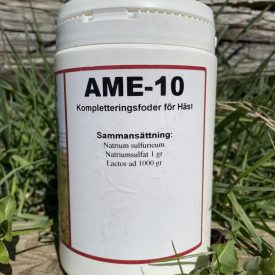 AME-10
Kompletteringsfoder för Häst
Sammansättning:
Natrium sulfuricum.
Natriumsulfat 1 gr
Lactos ad 1000 gr